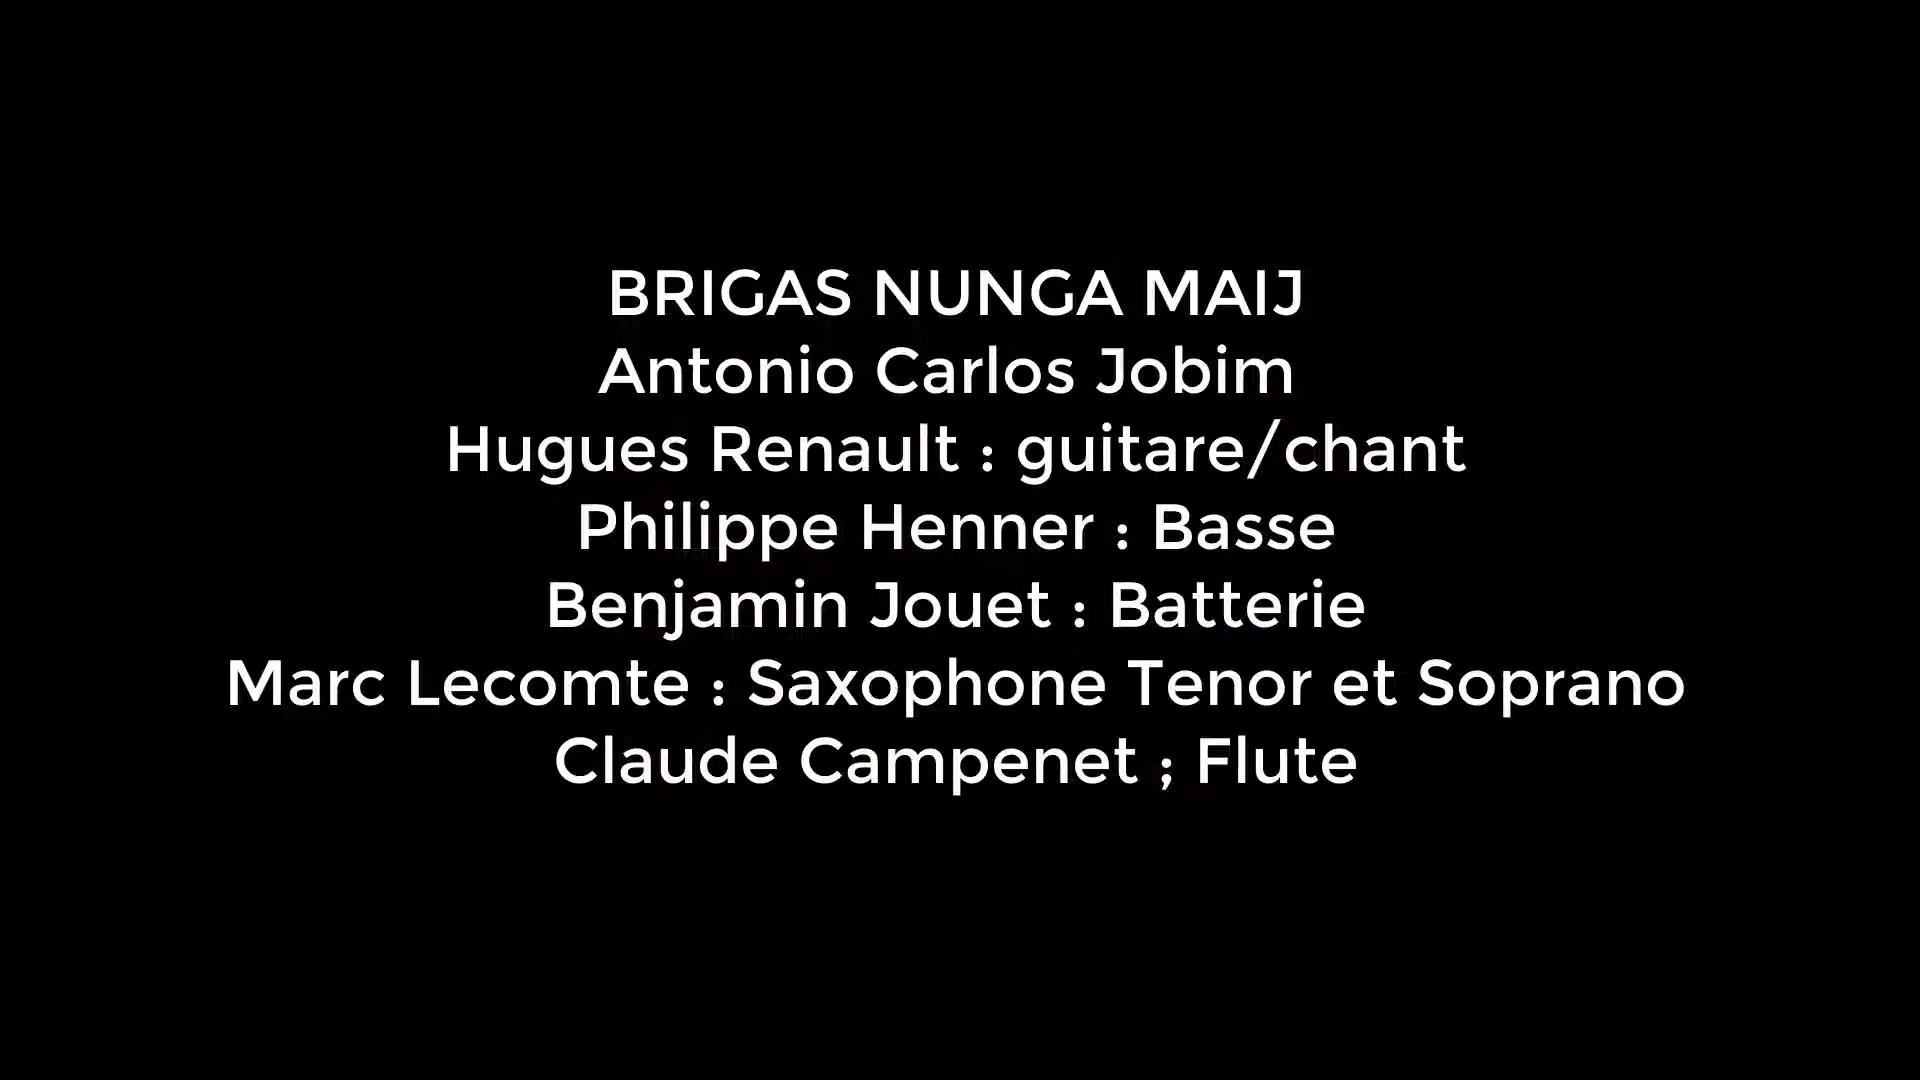 BRIGAS NUNGA MAIJ
Antonio Carlos Jobim
Hugues Renault : guitare/chant
Philippe Henner : Basse
Benjamin Jouet : Batterie
Marc Lecomte : Saxophone Tenor et Soprano
Claude Campenet ; Flute